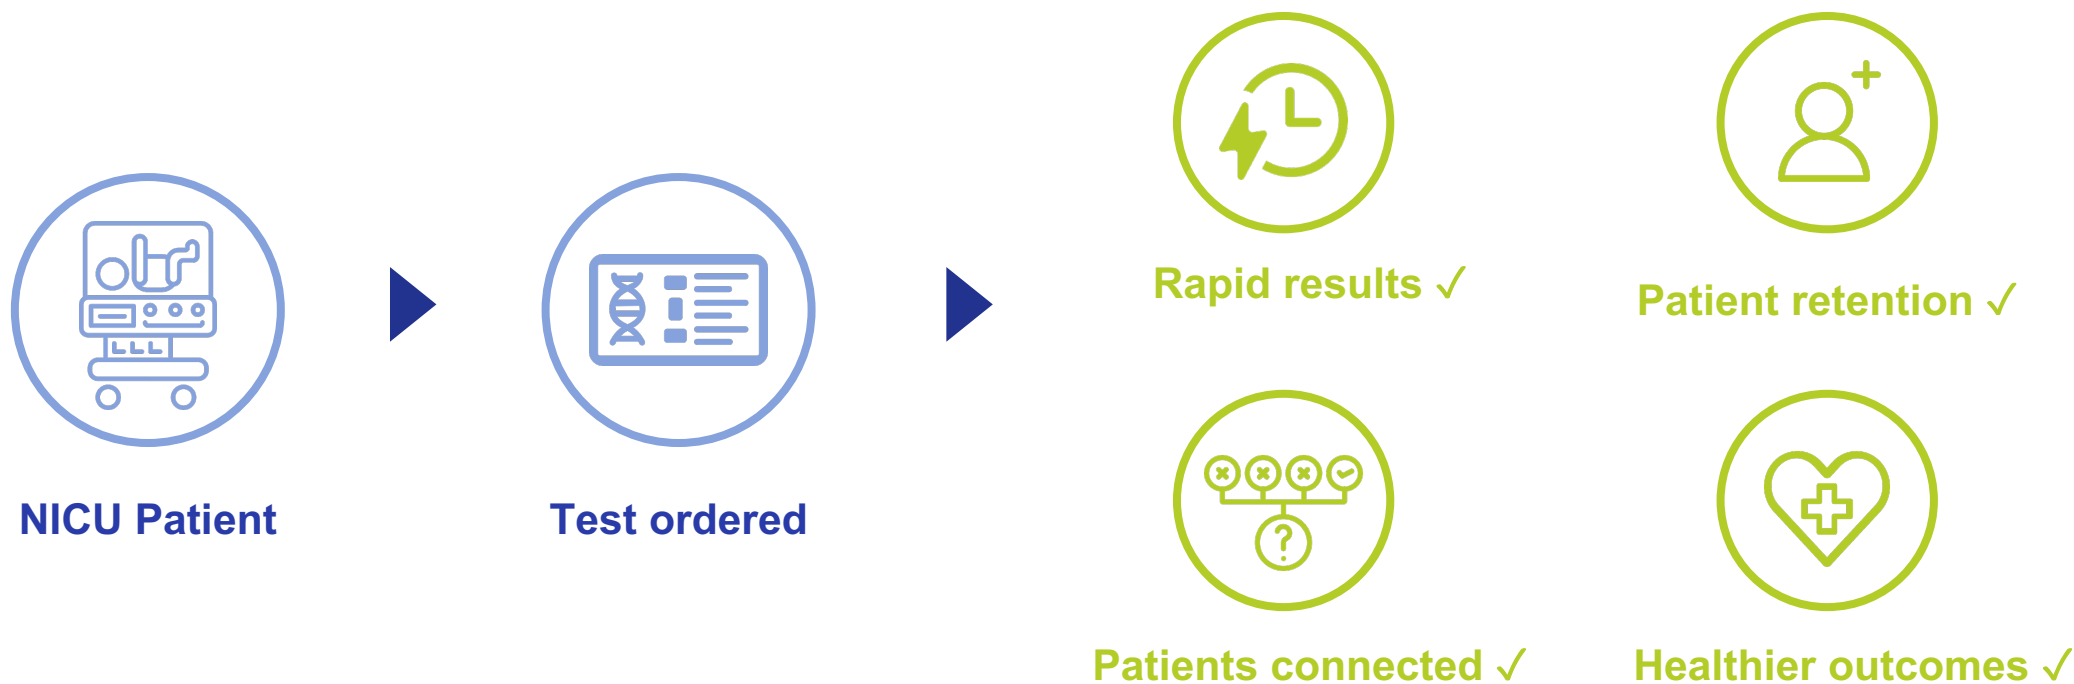 NICU Patient
Test ordered
Rapid results ✓
Patient retention ✓
Patients connected ✓
Healthier outcomes ✓